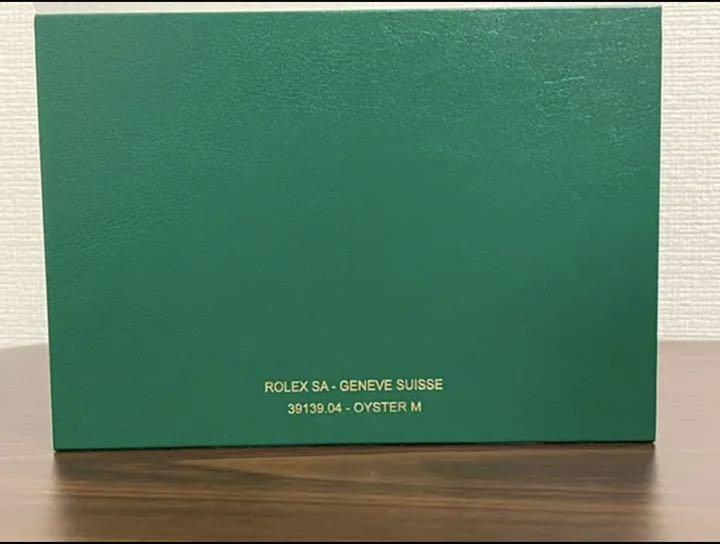 ROLEX SA - GENEVE SUISSE
39139.04 - OYSTER M